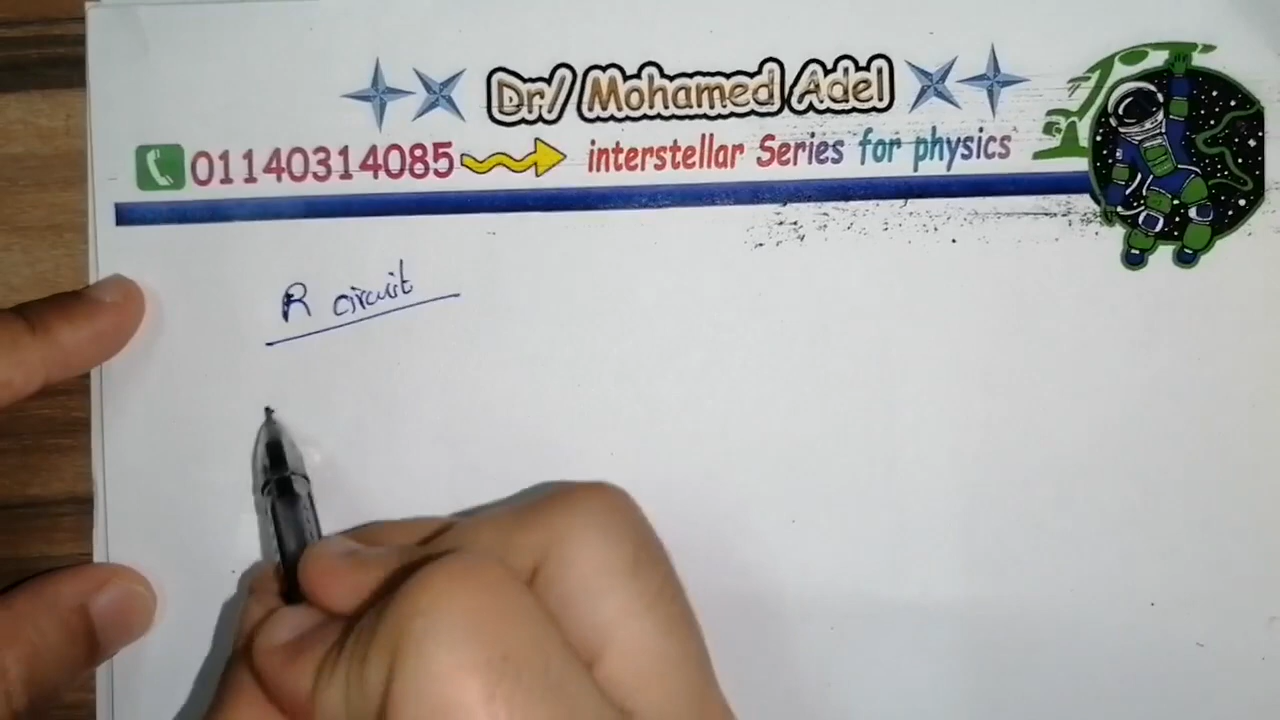 Dr/ Mohamed Adel
01140314085 interstellar Series for physics
R circuit